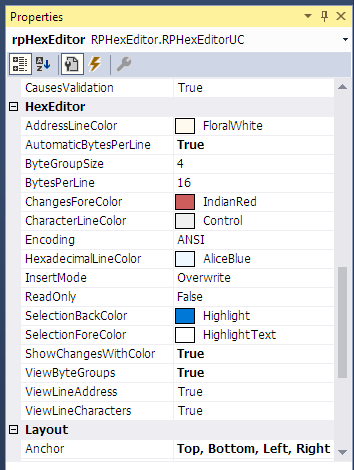 Properties
rpHexEditor RPHexEditor.RPHexEditorUC
CausesValidation True
HexEditor
AddressLineColor FloralWhite
AutomaticBytesPerLine True
ByteGroupSize 4
BytesPerLine 16
ChangesForeColor IndianRed
CharacterLineColor Control
Encoding ANSI
HexadecimalLineColor AliceBlue
InsertMode Overwrite
ReadOnly False
SelectionBackColor Highlight
SelectionForeColor HighlightText
ShowChangesWithColor True
ViewByteGroups True
ViewLineAddress True
ViewLineCharacters True
Layout
Anchor Top, Bottom, Left, Right